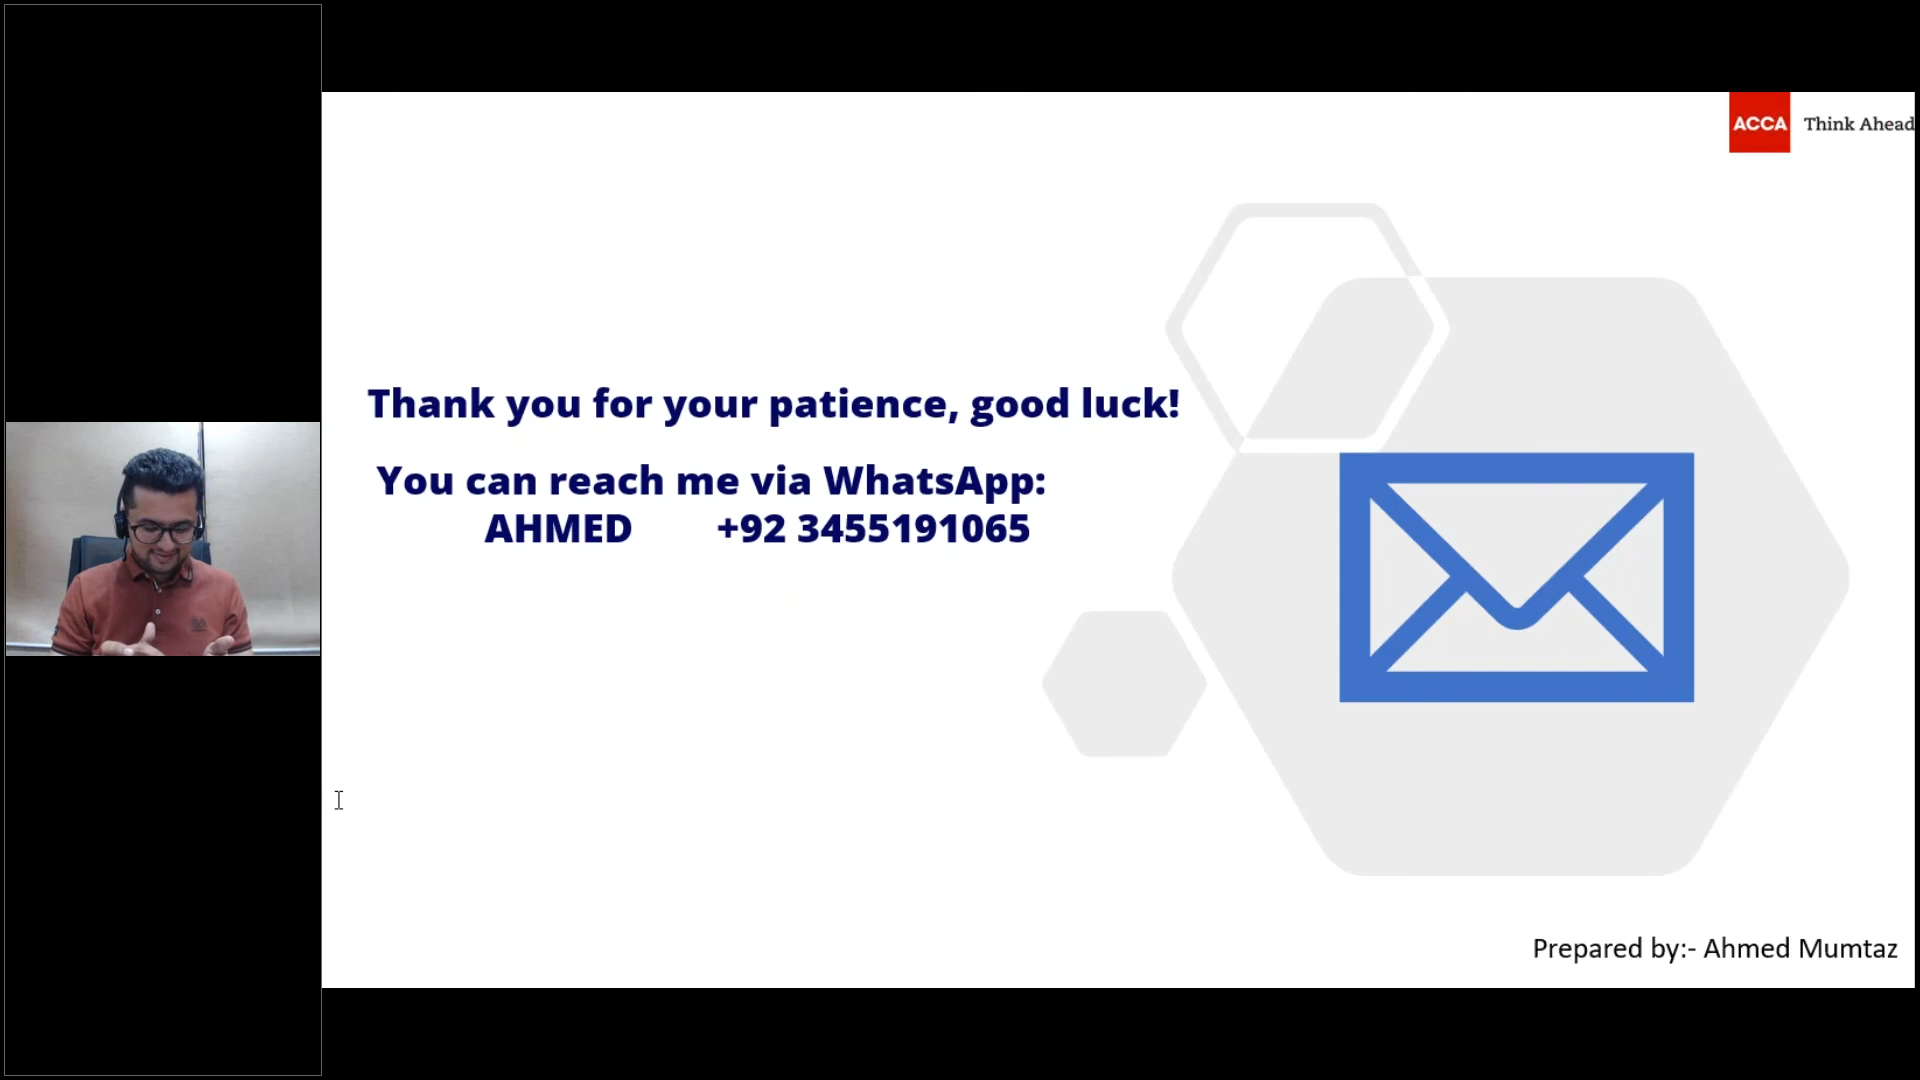 ACCA Think Ahead
Thank you for your patience, good luck!
You can reach me via WhatsApp:
AHMED +92 3455191065
Prepared by:- Ahmed Mumtaz